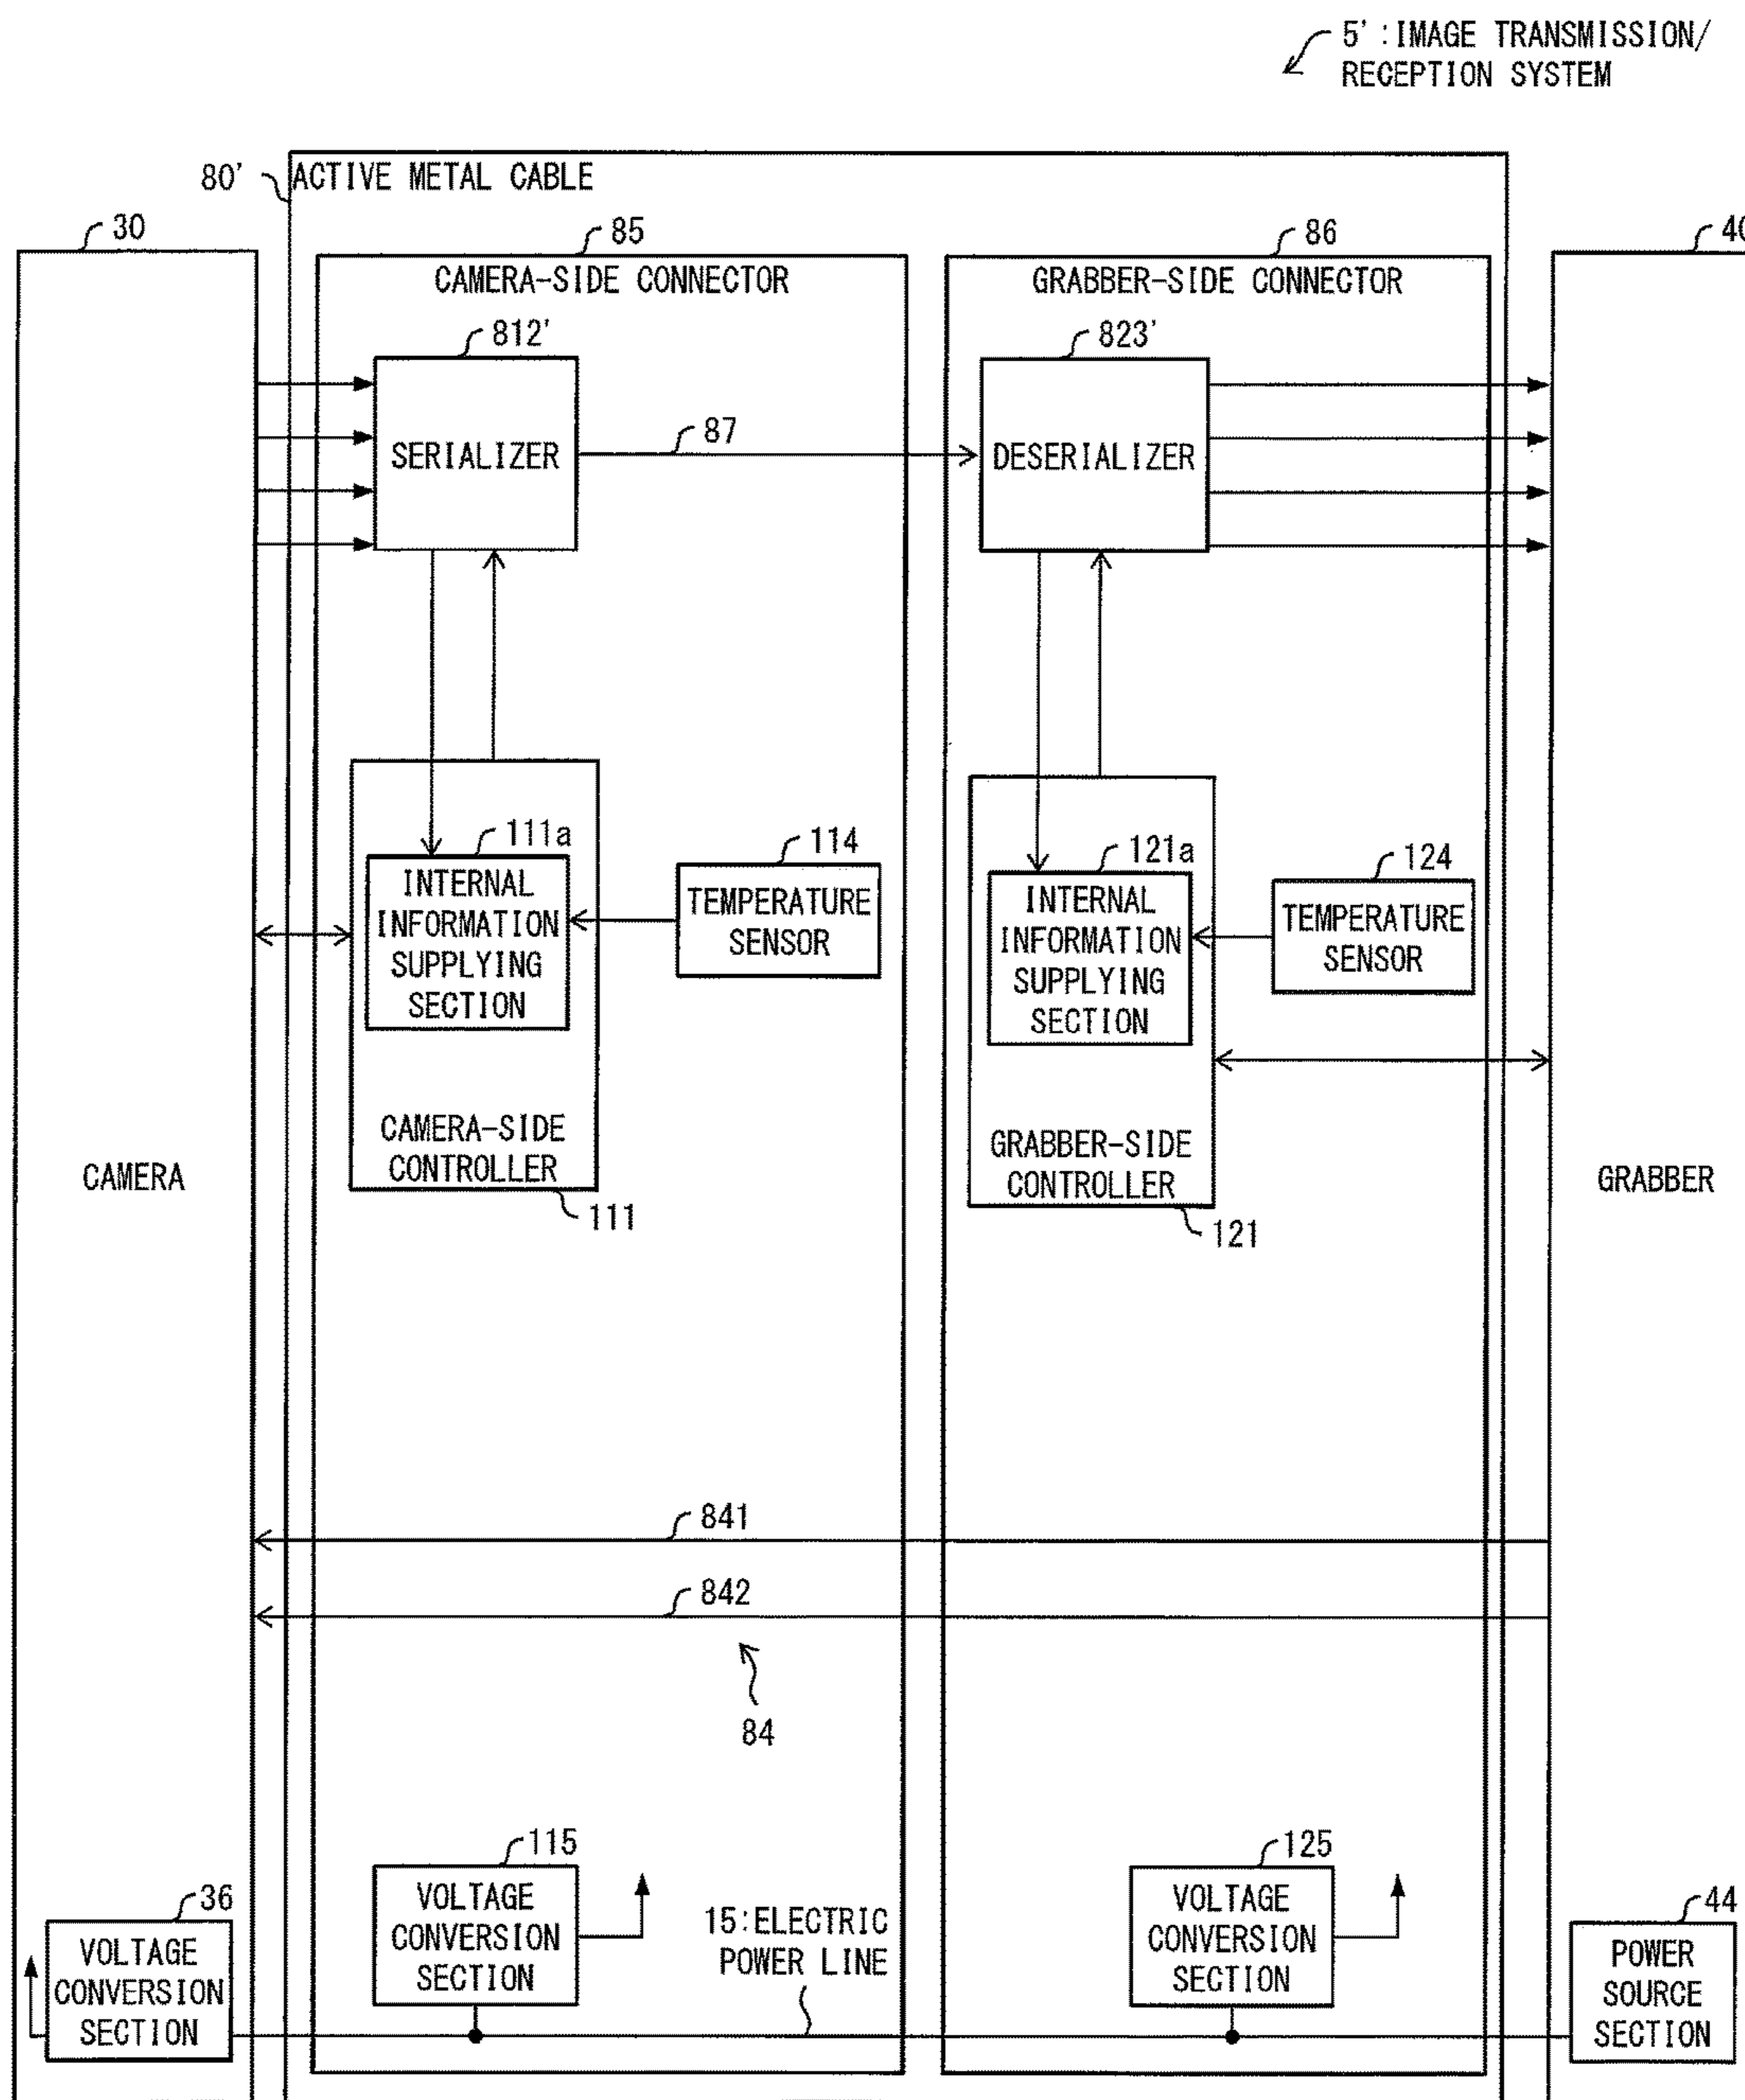 5':IMAGE TRANSMISSION/
RECEPTION SYSTEM
80'
ACTIVE METAL CABLE
30
85
86
40
CAMERA-SIDE CONNECTOR
GRABBER-SIDE CONNECTOR
812'
823'
SERIALIZER
87
DESERIALIZER
111a
114
121a
124
INTERNAL
INFORMATION
SUPPLYING
SECTION
TEMPERATURE
SENSOR
INTERNAL
INFORMATION
SUPPLYING
SECTION
TEMPERATURE
SENSOR
CAMERA-SIDE
CONTROLLER
GRABBER-SIDE
CONTROLLER
CAMERA
GRABBER
111
121
841
842
84
115
125
36
44
VOLTAGE
CONVERSION
SECTION
VOLTAGE
CONVERSION
SECTION
15:ELECTRIC
POWER LINE
VOLTAGE
CONVERSION
SECTION
POWER
SOURCE
SECTION